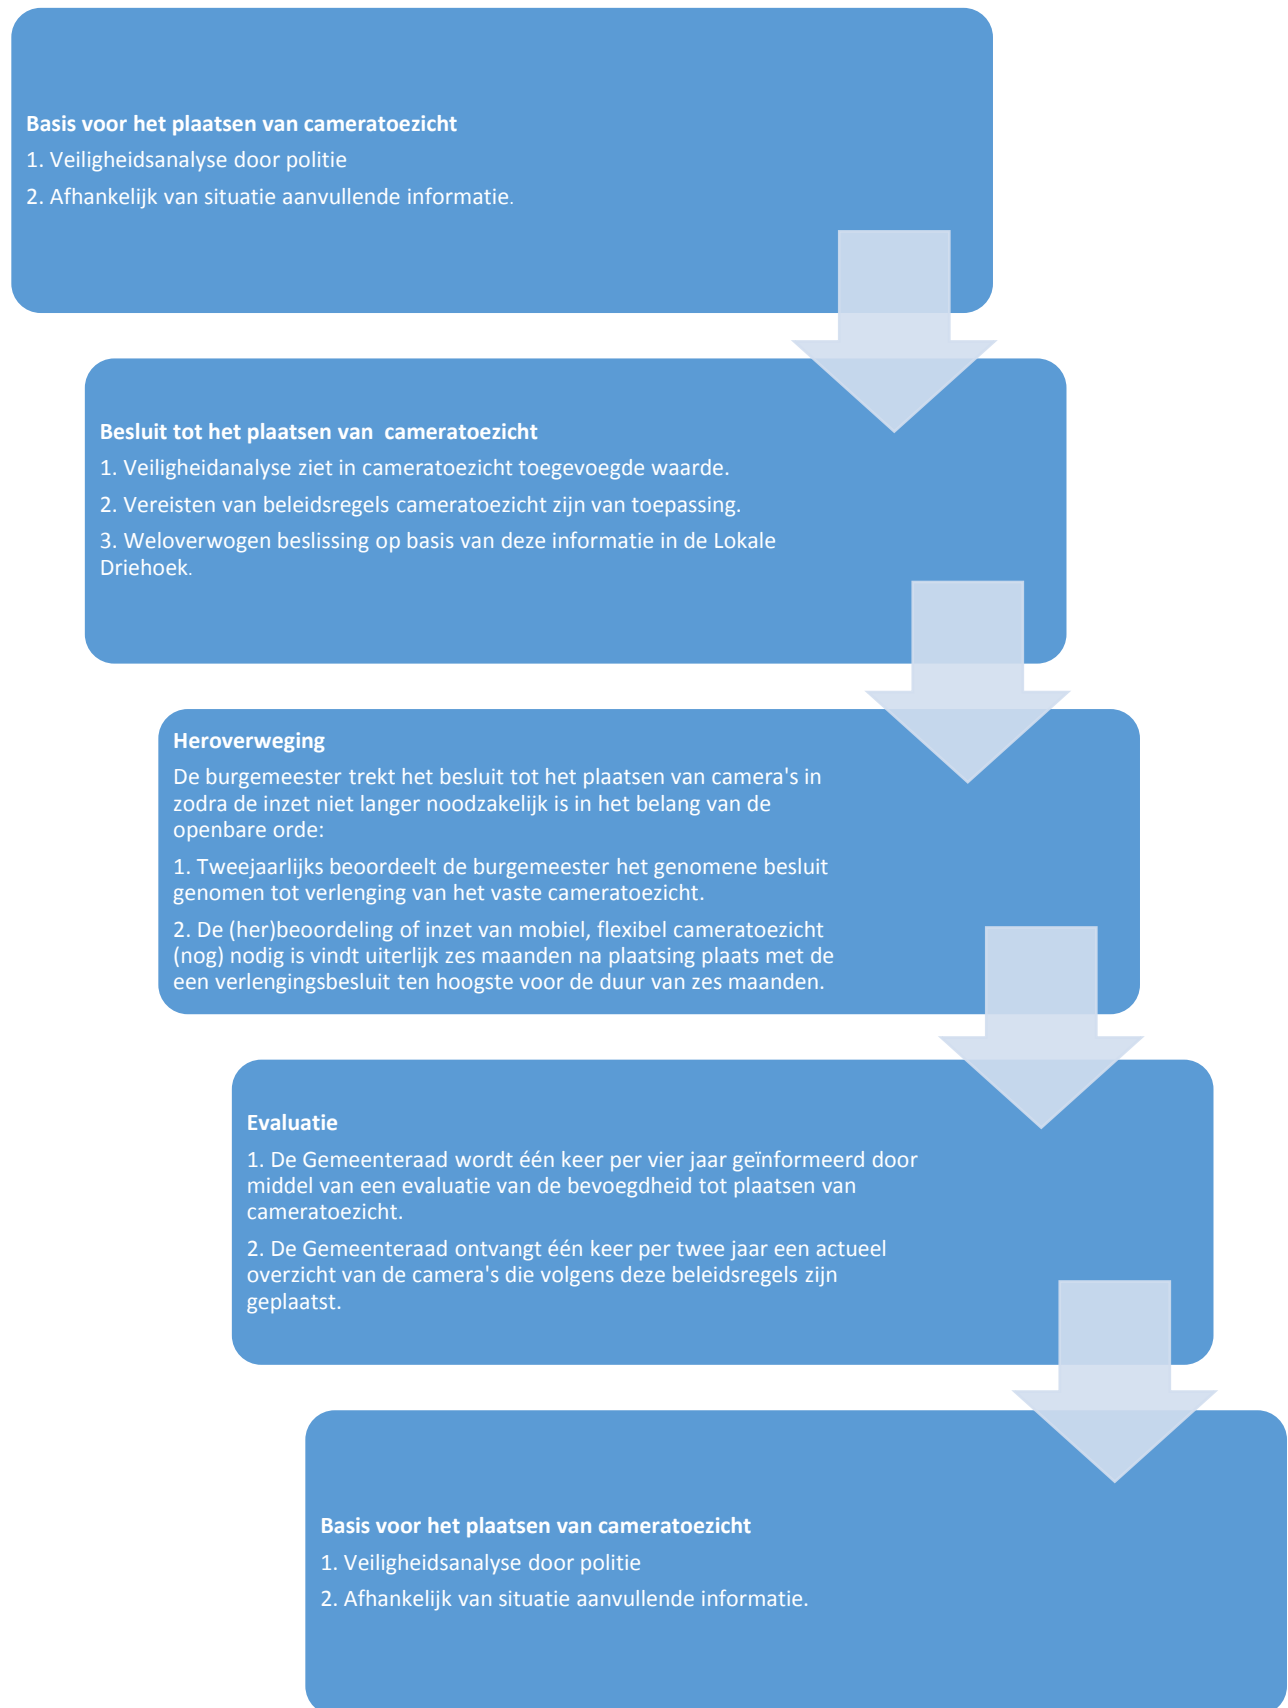 Basis voor het plaatsen van cameratoezicht
1. Veiligheidsanalyse door politie
2. Afhankelijk van situatie aanvullende informatie.
Besluit tot het plaatsen van  cameratoezicht
1. Veiligheidanalyse ziet in cameratoezicht toegevoegde waarde.
2. Vereisten van beleidsregels cameratoezicht zijn van toepassing.
3. Weloverwogen beslissing op basis van deze informatie in de Lokale
Driehoek.
Heroverweging
De burgemeester trekt het besluit tot het plaatsen van camera's in
zodra de inzet niet langer noodzakelijk is in het belang van de
openbare orde:
1. Tweejaarlijks beoordeelt de burgemeester het genomene besluit
genomen tot verlenging van het vaste cameratoezicht.
2. De (her)beoordeling of inzet van mobiel, flexibel cameratoezicht
(nog) nodig is vindt uiterlijk zes maanden na plaatsing plaats met de
een verlengingsbesluit ten hoogste voor de duur van zes maanden.
Evaluatie
1. De Gemeenteraad wordt één keer per vier jaar geïnformeerd door
middel van een evaluatie van de bevoegdheid tot plaatsen van
cameratoezicht.
2. De Gemeenteraad ontvangt één keer per twee jaar een actueel
overzicht van de camera's die volgens deze beleidsregels zijn
geplaatst.
Basis voor het plaatsen van cameratoezicht
1. Veiligheidsanalyse door politie
2. Afhankelijk van situatie aanvullende informatie.